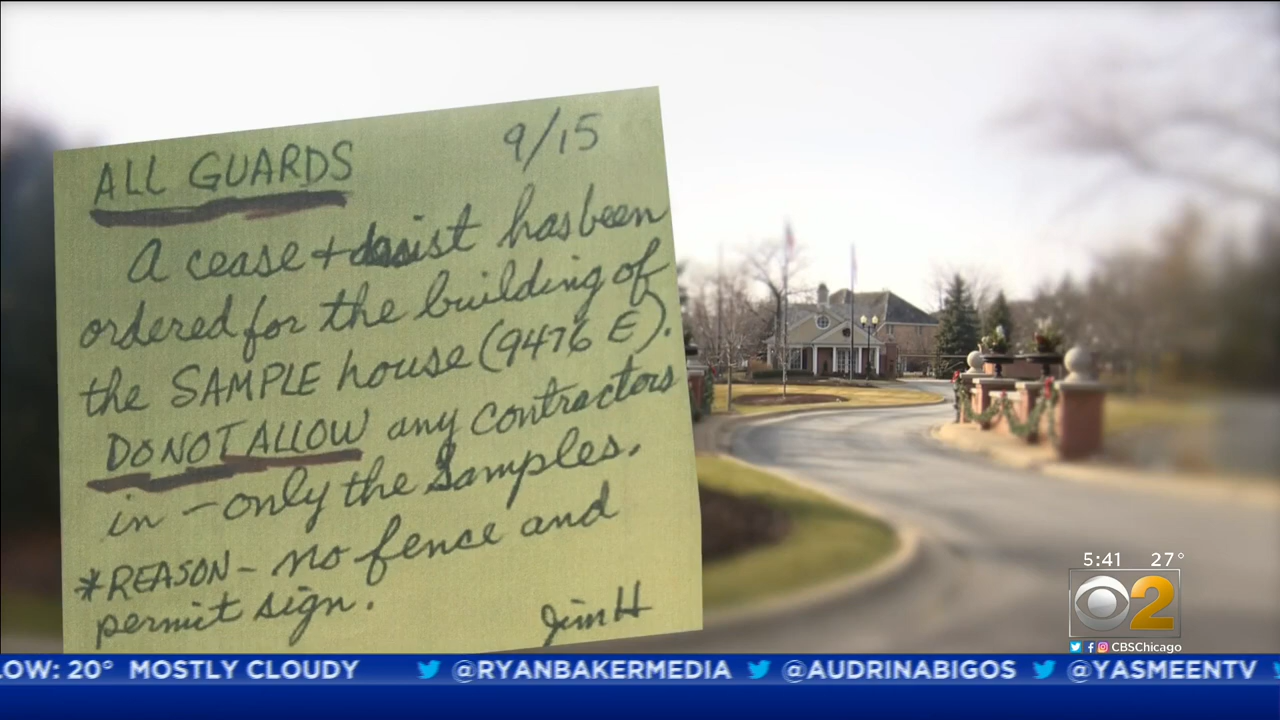 ALL GUARDS 9/15
A cease + desist has been
ordered for the building of
the SAMPLE house (9476 E).
DO NOT ALLOW any contractors
in - only the Samples.
*REASON - no fence and
permit sign.
Jim H
5:41 27°
2
CBSChicago
LOW: 20° MOSTLY CLOUDY @RYANBAKERMEDIA @AUDRINABIGOS @YASMEENTV